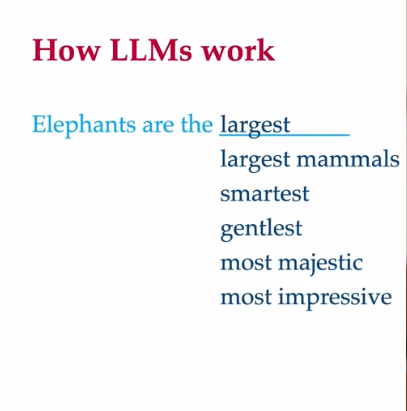 How LLMs work
Elephants are the largest
largest mammals
smartest
gentlest
most majestic
most impressive